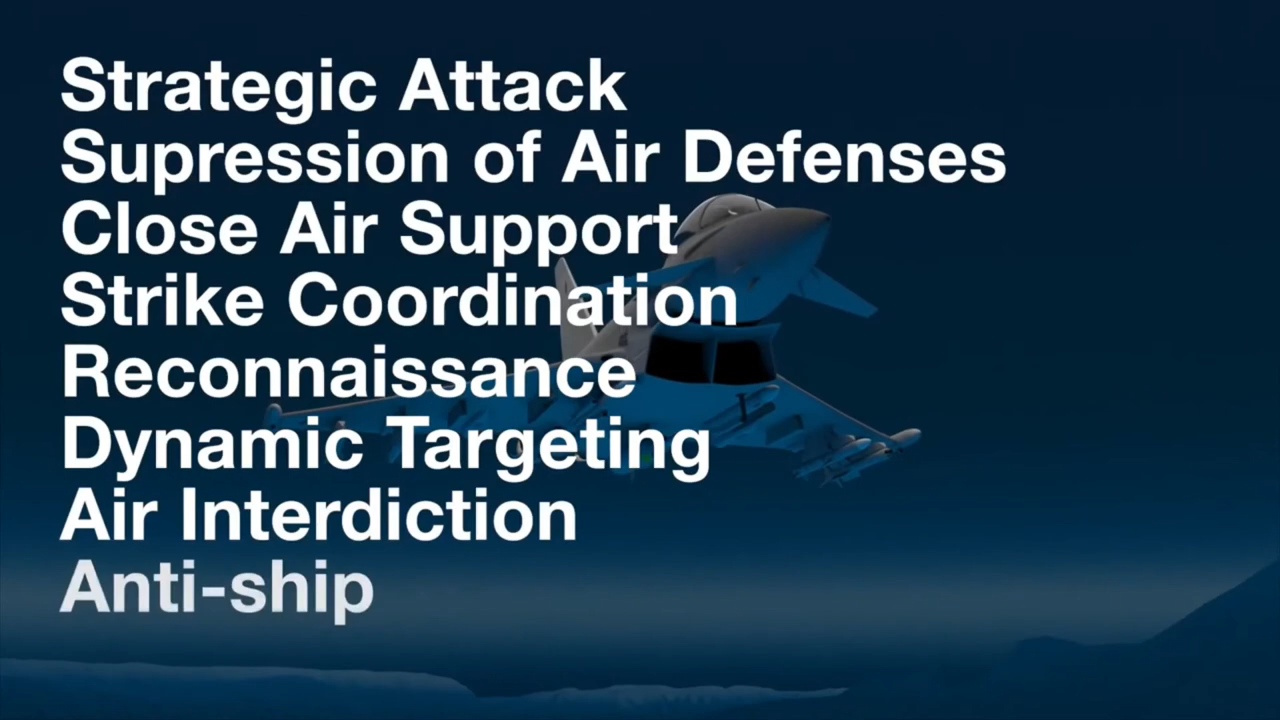 Strategic Attack
Supression of Air Defenses
Close Air Support
Strike Coordination
Reconnaissance
Dynamic Targeting
Air Interdiction
Anti-ship